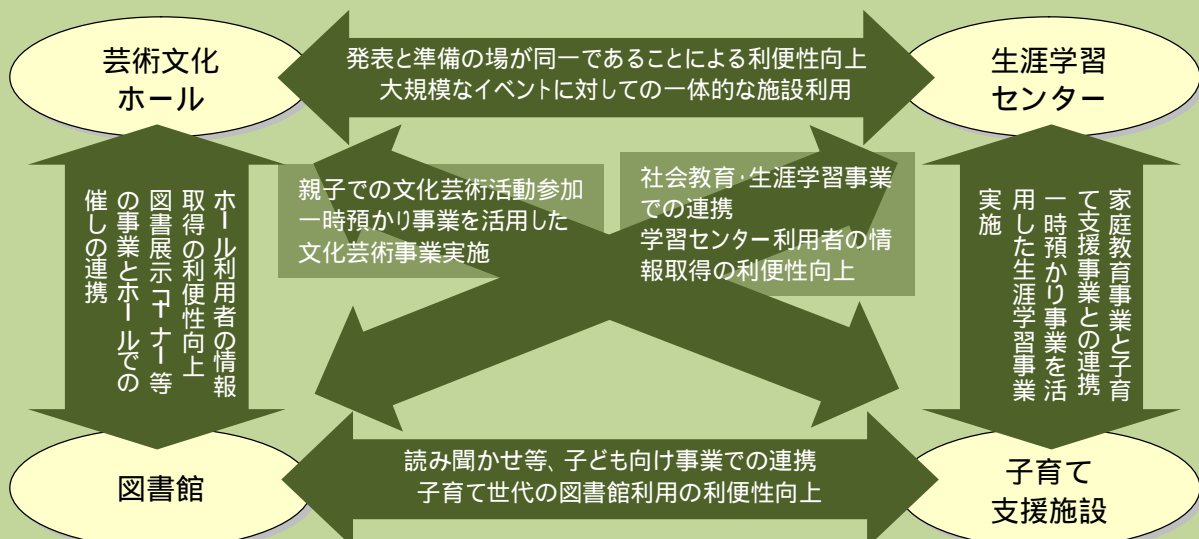 芸術文化
ホール
発表と準備の場が同一であることによる利便性向上
大規模なイベントに対しての一体的な施設利用
生涯学習
センター
ホール利用者の情報
取得の利便性向上
図書展示コーナー等
の事業とホールでの
催しの連携
親子での文化芸術活動参加
一時預かり事業を活用した
文化芸術事業実施
社会教育・生涯学習事業
での連携
学習センター利用者の情
報取得の利便性向上
家庭教育事業と子育
て支援事業との連携
一時預かり事業を活
用した生涯学習事業
実施
図書館
読み聞かせ等、子ども向け事業での連携
子育て世代の図書館利用の利便性向上
子育て
支援施設